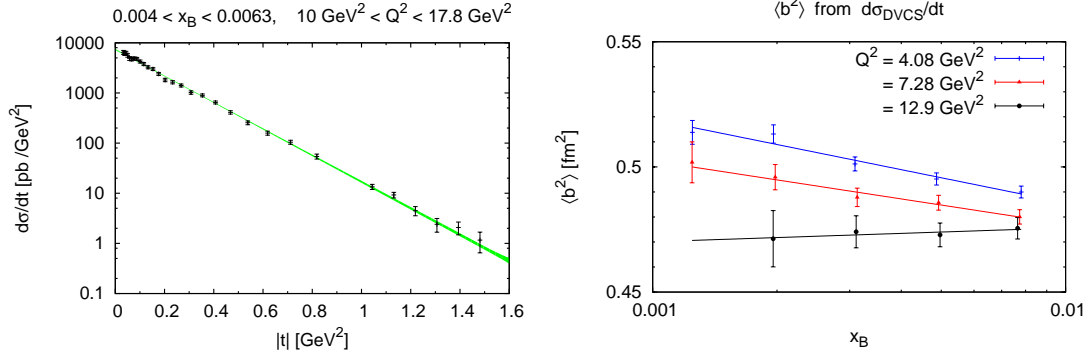 0.004 < x_B < 0.0063, 10 GeV² < Q² < 17.8 GeV²
dσ/dt [pb /GeV²]
10000
1000
100
10
1
0.1
0 0.2 0.4 0.6 0.8 1 1.2 1.4 1.6
|t| [GeV²]
⟨b²⟩ from dσ_DVCS/dt
⟨b²⟩ [fm²]
0.55
0.5
0.45
Q² = 4.08 GeV²
= 7.28 GeV²
= 12.9 GeV²
0.001 0.01
x_B